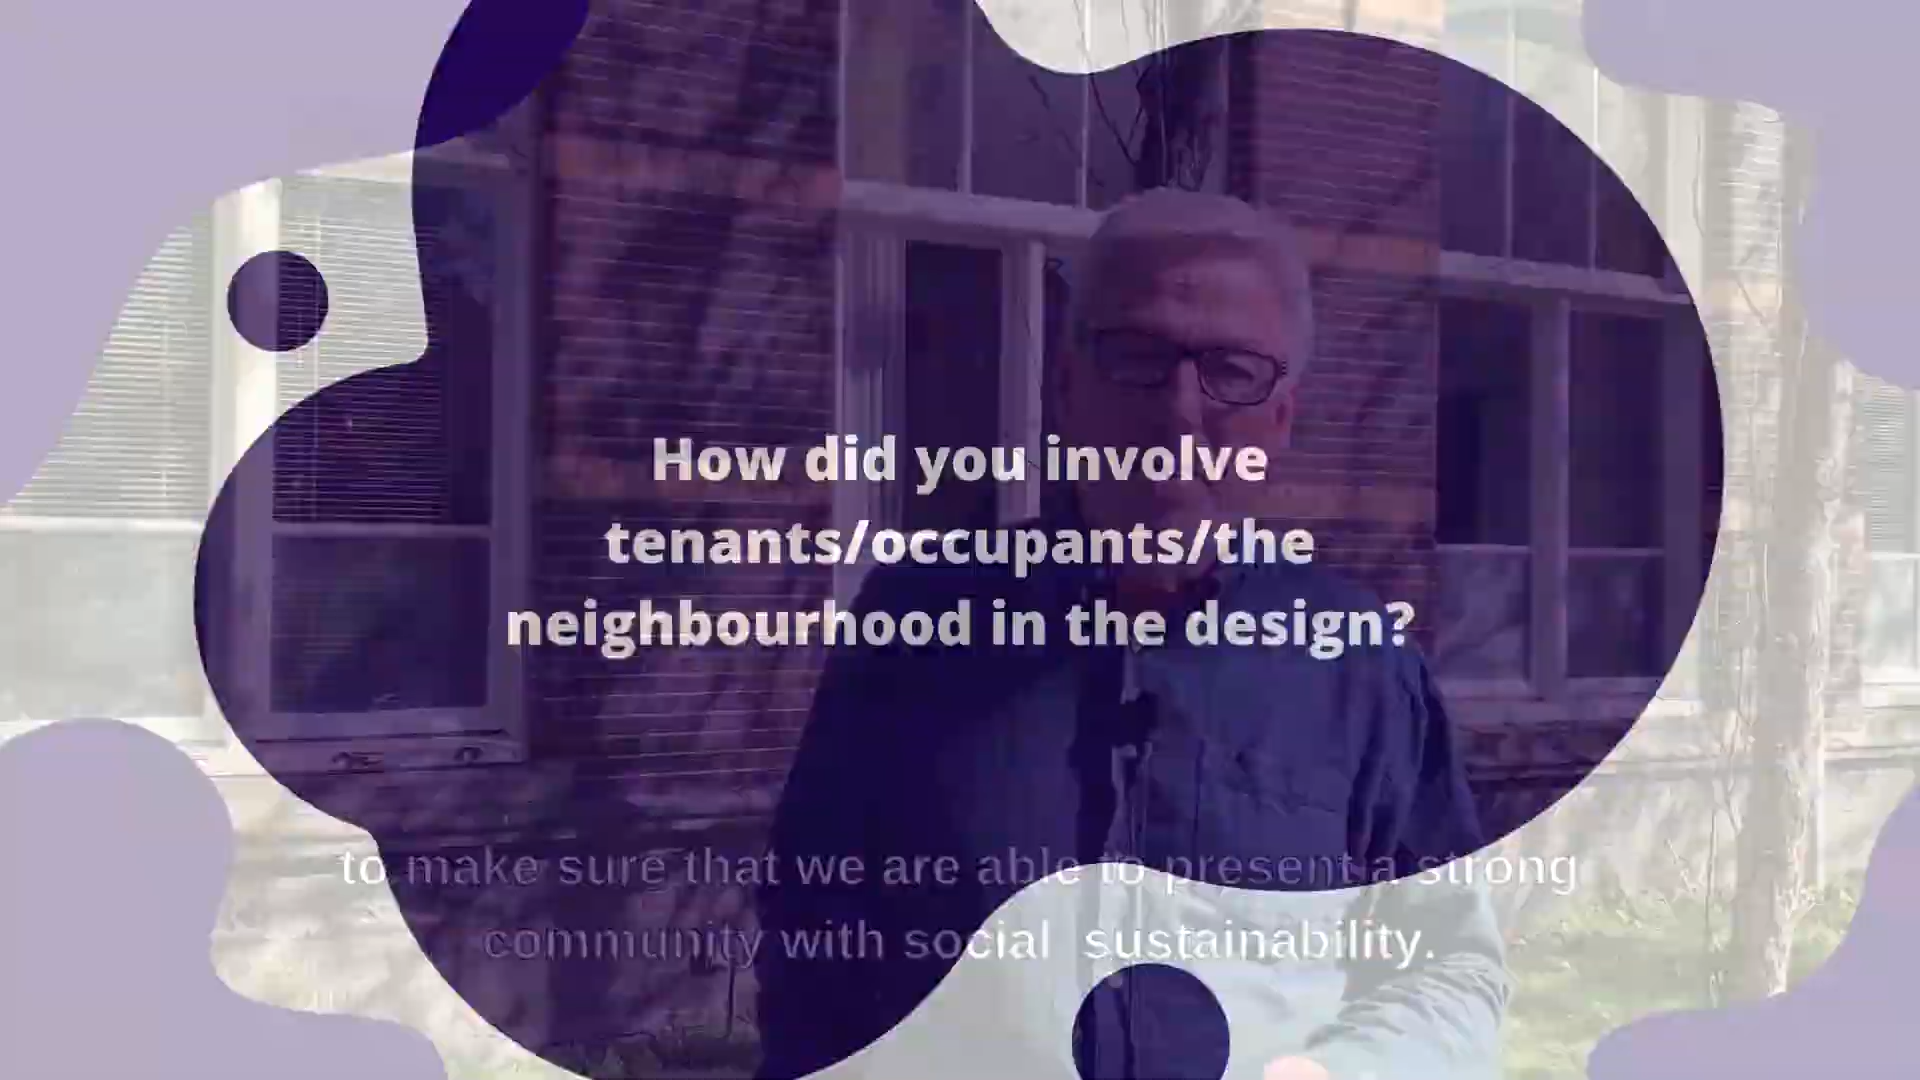 How did you involve
tenants/occupants/the
neighbourhood in the design?
to make sure that we are able to present a strong
community with social sustainability.